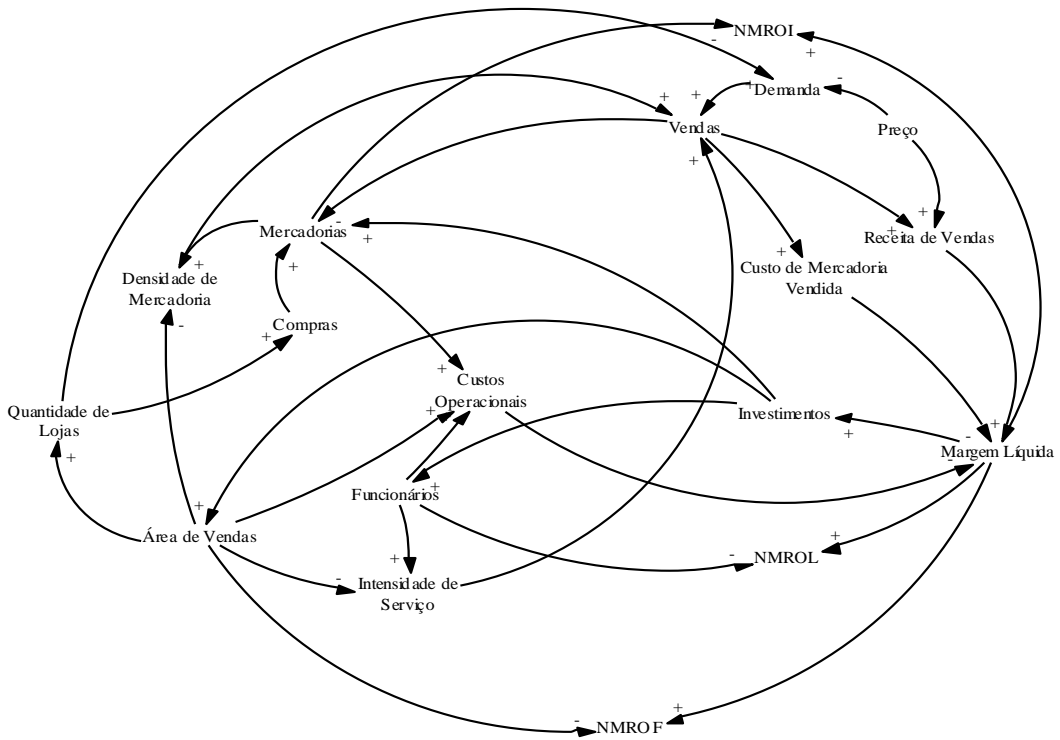 NMROI
Demanda
Vendas
Preço
Mercadorias
Receita de Vendas
Densidade de
Mercadoria
Custo de Mercadoria
Vendida
Compras
Custos
Operacionais
Quantidade de
Lojas
Investimentos
Margem Líquida
Funcionários
Área de Vendas
NMROL
Intensidade de
Serviço
NMROF